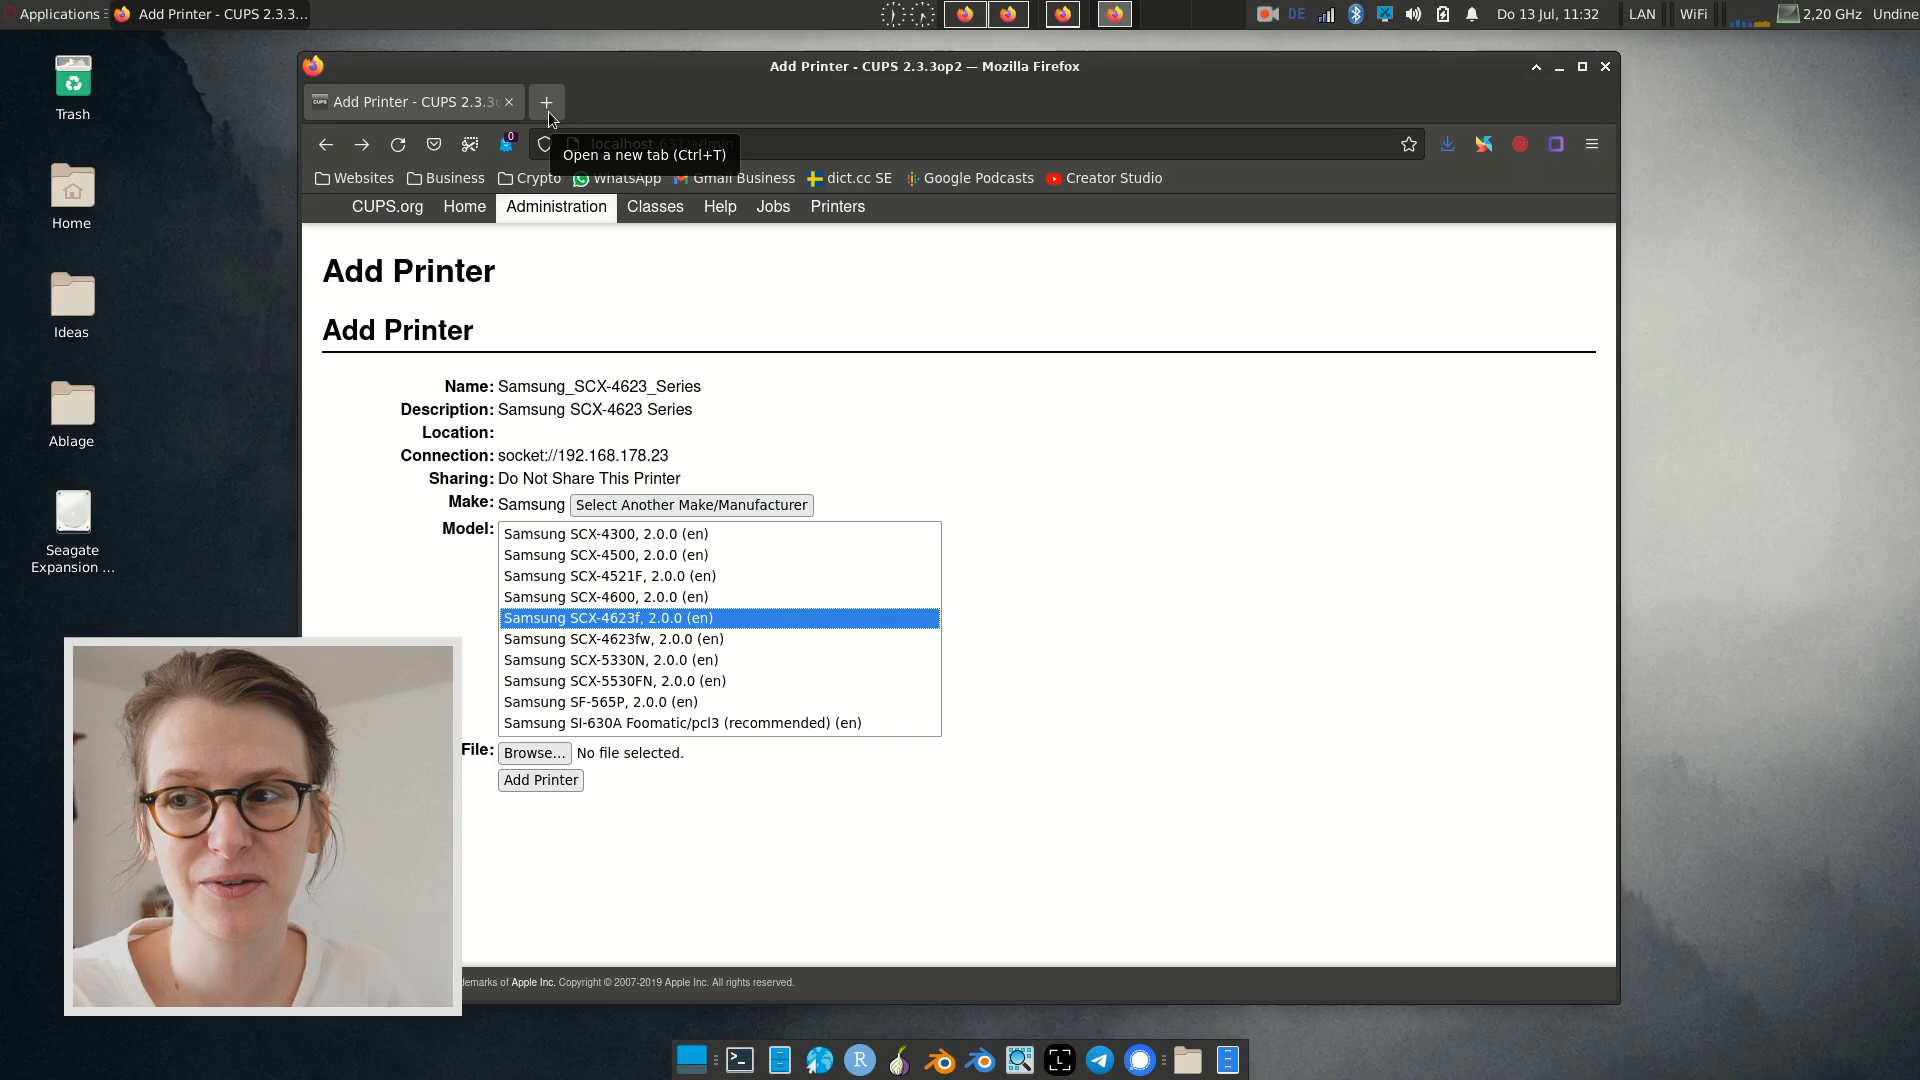 Applications
Add Printer - CUPS 2.3.3...
DE
Do 13 Jul, 11:32
LAN
WiFi
2,20 GHz
Undine
Trash
Home
Ideas
Ablage
Seagate
Expansion ...
Add Printer - CUPS 2.3.3op2 — Mozilla Firefox
CUPS
Add Printer - CUPS 2.3.3o
0
Open a new tab (Ctrl+T)
Websites
Business
Crypto
WhatsApp
Gmail Business
dict.cc SE
Google Podcasts
Creator Studio
CUPS.org
Home
Administration
Classes
Help
Jobs
Printers
Add Printer
Add Printer
Name: Samsung_SCX-4623_Series
Description: Samsung SCX-4623 Series
Location:
Connection: socket://192.168.178.23
Sharing: Do Not Share This Printer
Make: Samsung Select Another Make/Manufacturer
Model:
Samsung SCX-4300, 2.0.0 (en)
Samsung SCX-4500, 2.0.0 (en)
Samsung SCX-4521F, 2.0.0 (en)
Samsung SCX-4600, 2.0.0 (en)
Samsung SCX-4623f, 2.0.0 (en)
Samsung SCX-4623fw, 2.0.0 (en)
Samsung SCX-5330N, 2.0.0 (en)
Samsung SCX-5530FN, 2.0.0 (en)
Samsung SF-565P, 2.0.0 (en)
Samsung SI-630A Foomatic/pcl3 (recommended) (en)
File: Browse... No file selected.
Add Printer
demarks of Apple Inc. Copyright © 2007-2019 Apple Inc. All rights reserved.
R
L